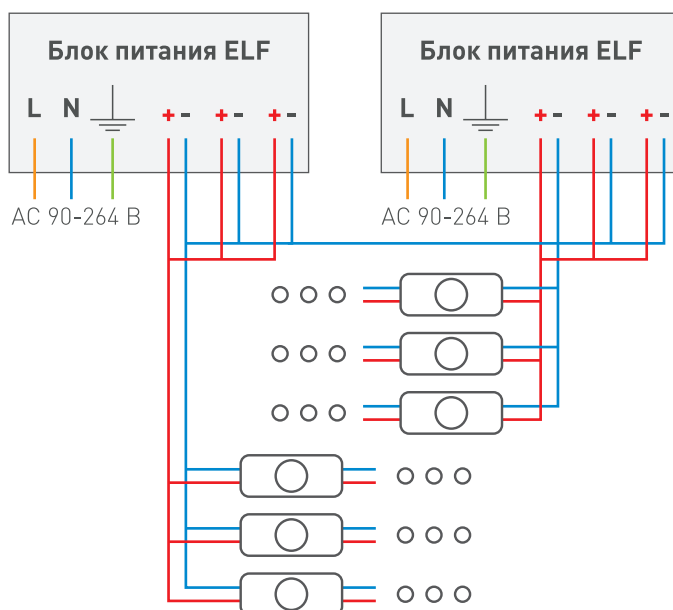 Блок питания ELF
L N + - + - + -
AC 90-264 В
Блок питания ELF
L N + - + - + -
AC 90-264 В